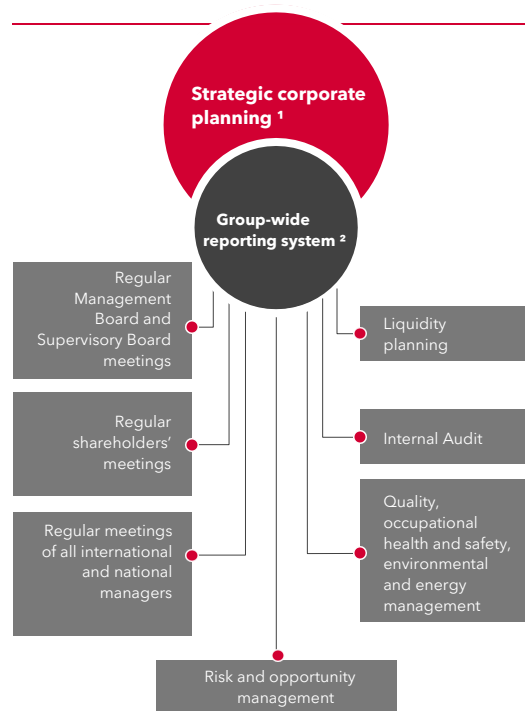 Strategic corporate
planning ¹
Group-wide
reporting system ²
Regular
Management
Board and
Supervisory Board
meetings
Regular
shareholders’
meetings
Regular meetings
of all international
and national
managers
Liquidity
planning
Internal Audit
Quality,
occupational
health and safety,
environmental
and energy
management
Risk and opportunity
management